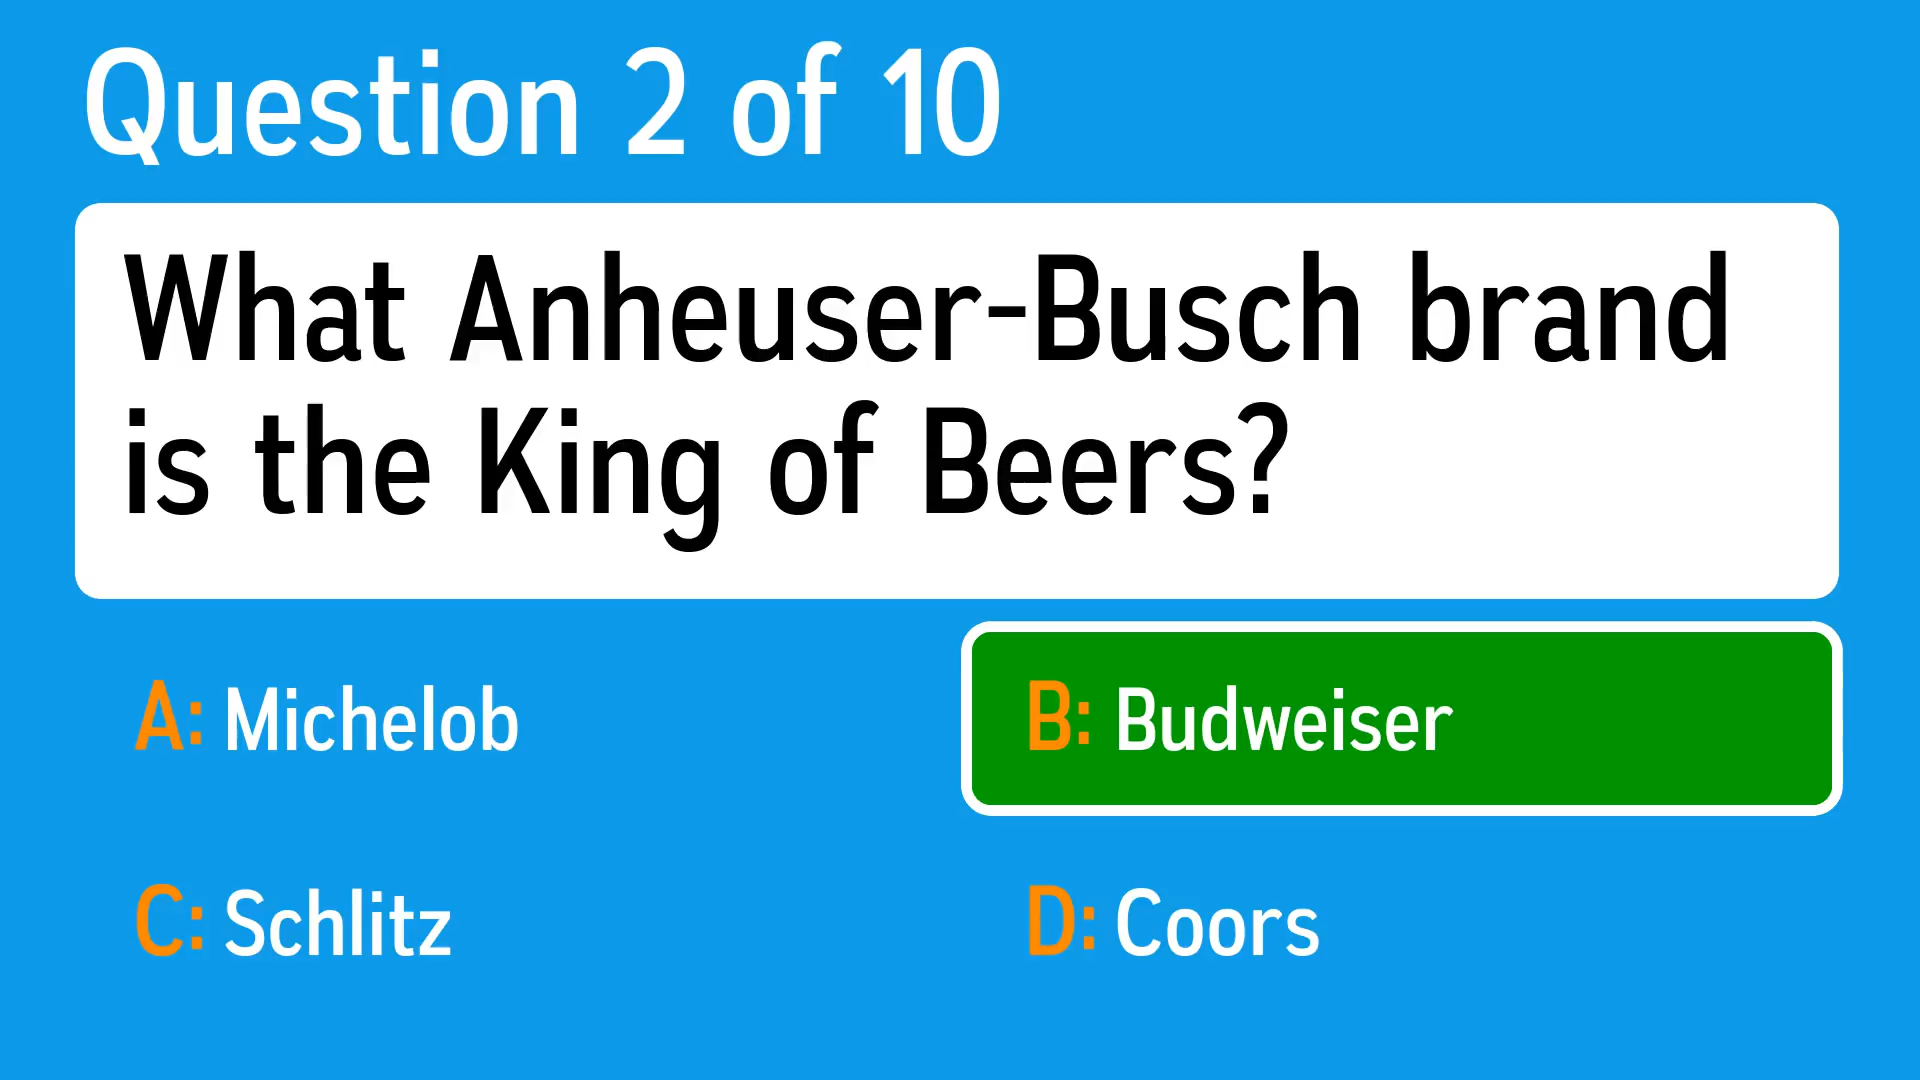 Question 2 of 10
What Anheuser-Busch brand
is the King of Beers?
A: Michelob
B: Budweiser
C: Schlitz
D: Coors